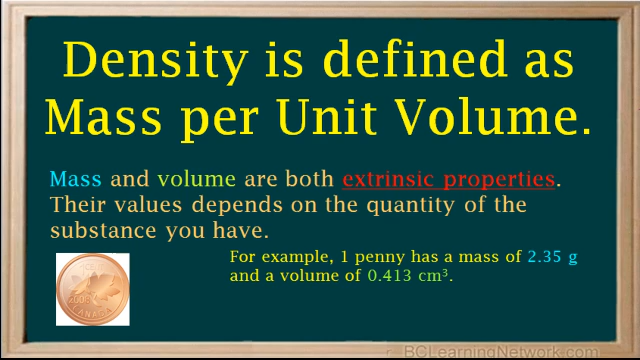 Density is defined as
Mass per Unit Volume.
Mass and volume are both extrinsic properties.
Their values depends on the quantity of the
substance you have.
For example, 1 penny has a mass of 2.35 g
and a volume of 0.413 cm³.
CANADA
BCLearningNetwork.com